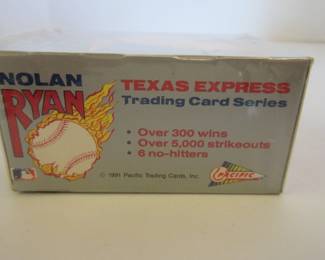 NOLAN
RYAN
TEXAS EXPRESS
Trading Card Series
• Over 300 wins
• Over 5,000 strikeouts
• 6 no-hitters
© 1991 Pacific Trading Cards, Inc.
PACIFIC